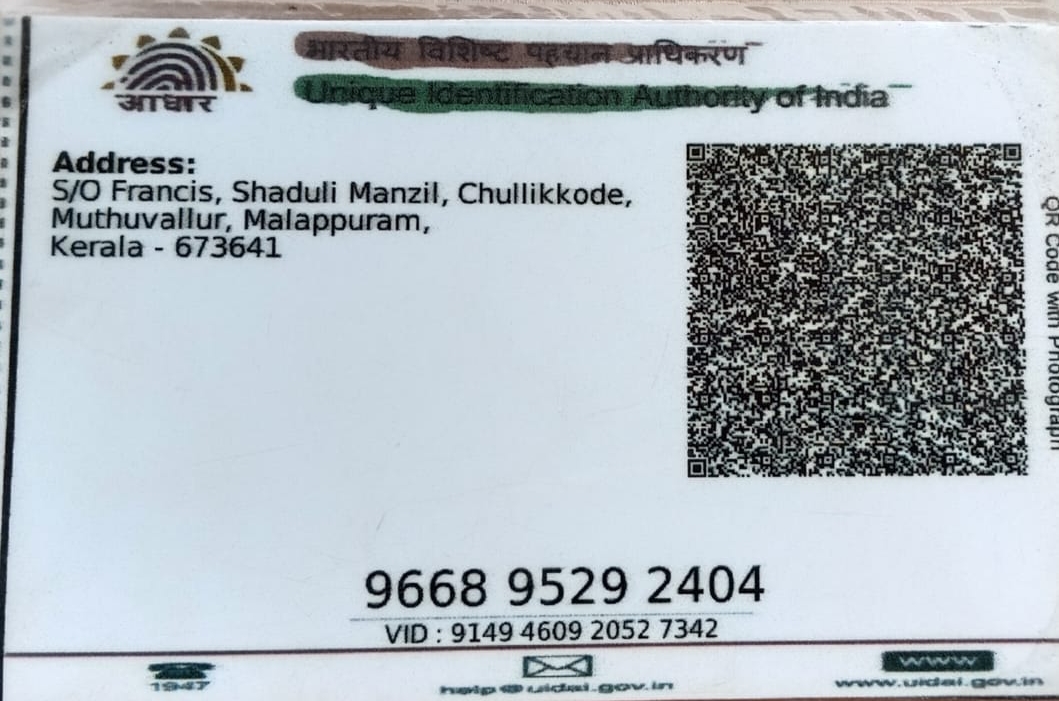 आधार
भारतीय विशिष्ट पहचान प्राधिकरण
Unique Identification Authority of India
Address:
S/O Francis, Shaduli Manzil, Chullikkode,
Muthuvallur, Malappuram,
Kerala - 673641
QR Code with Photograph
9668 9529 2404
VID : 9149 4609 2052 7342
1947
help@uidai.gov.in
www
www.uidai.gov.in